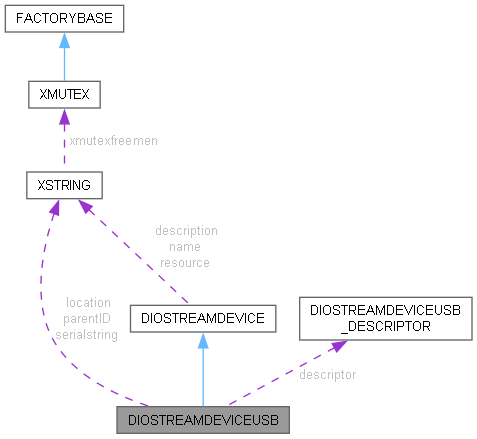 FACTORYBASE
XMUTEX
xmutexfreemen
XSTRING
description
name
resource
location
parentID
serialstring
DIOSTREAMDEVICE
DIOSTREAMDEVICEUSB
_DESCRIPTOR
descriptor
DIOSTREAMDEVICEUSB